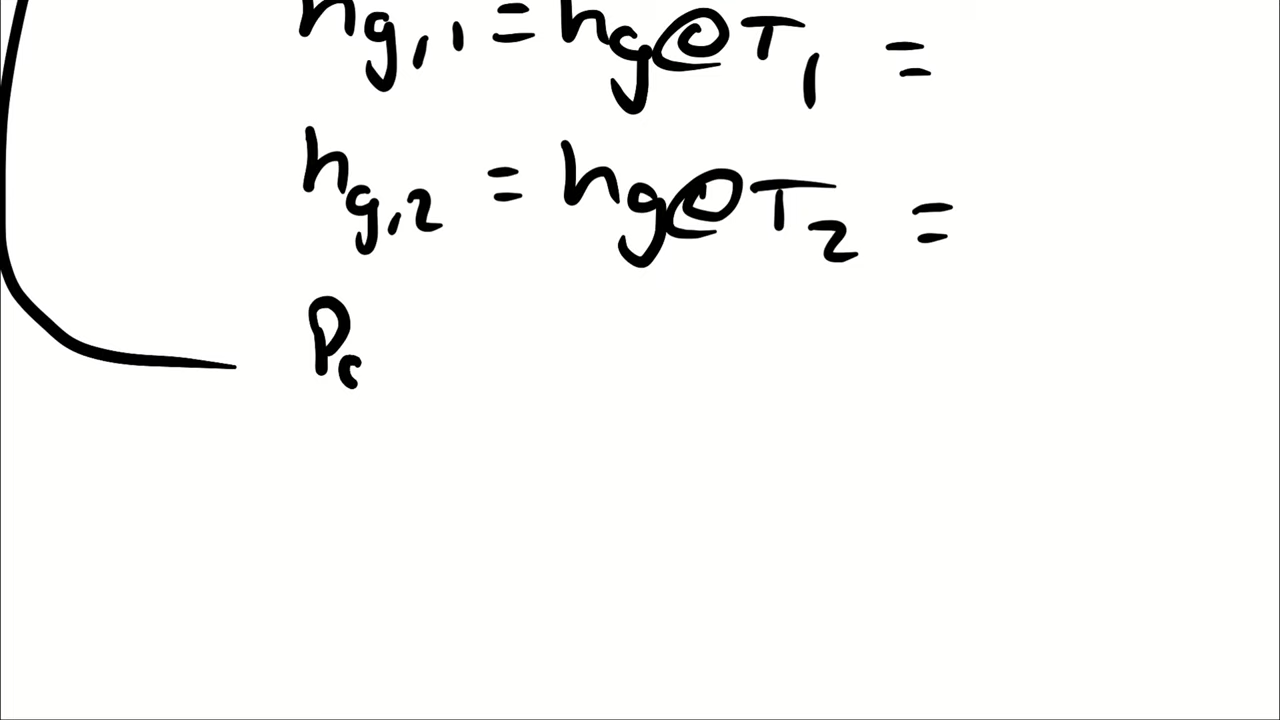 hg,1 = hg@T1 =
hg,2 = hg@T2 =
Pc